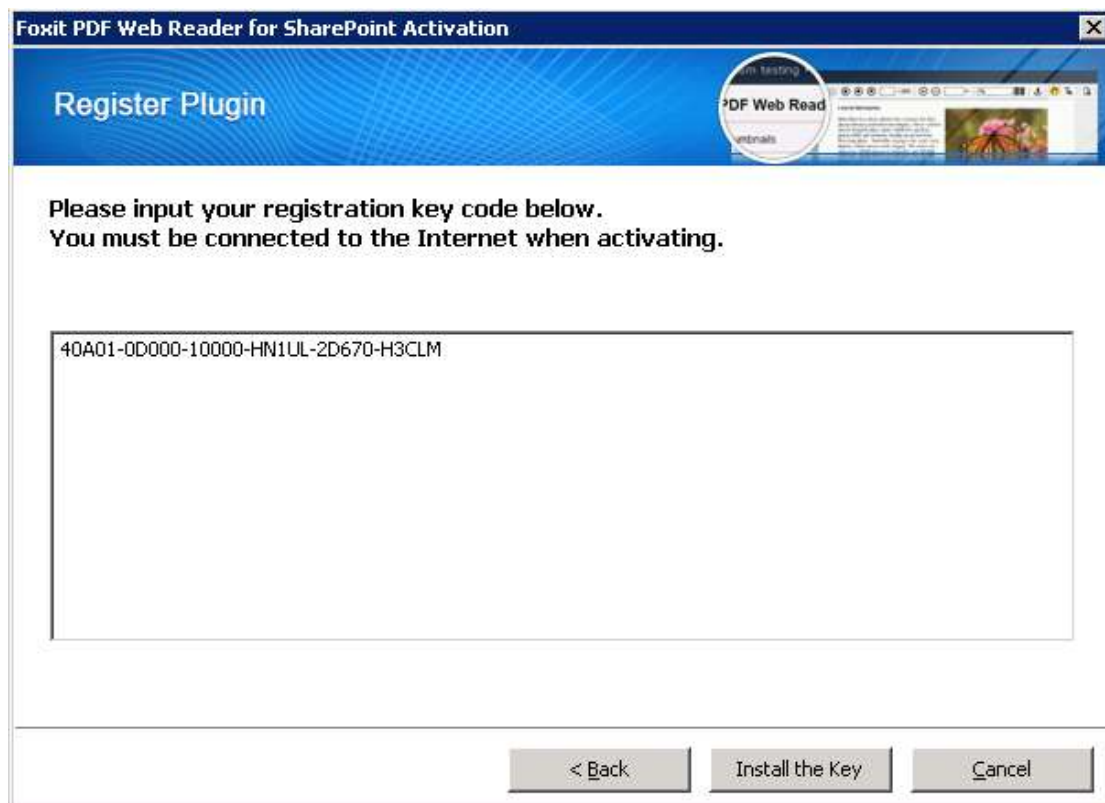 Foxit PDF Web Reader for SharePoint Activation
Register Plugin
PDF Web Read
Please input your registration key code below.
You must be connected to the Internet when activating.
40A01-0D000-10000-HN1UL-2D670-H3CLM
< Back
Install the Key
Cancel